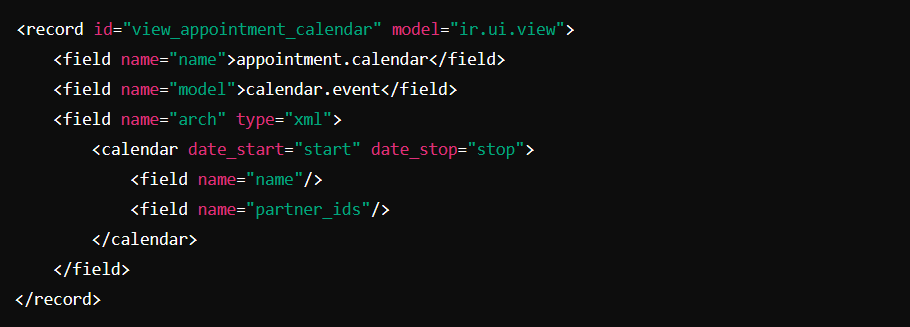 <record id="view_appointment_calendar" model="ir.ui.view">
    <field name="name">appointment.calendar</field>
    <field name="model">calendar.event</field>
    <field name="arch" type="xml">
        <calendar date_start="start" date_stop="stop">
            <field name="name"/>
            <field name="partner_ids"/>
        </calendar>
    </field>
</record>